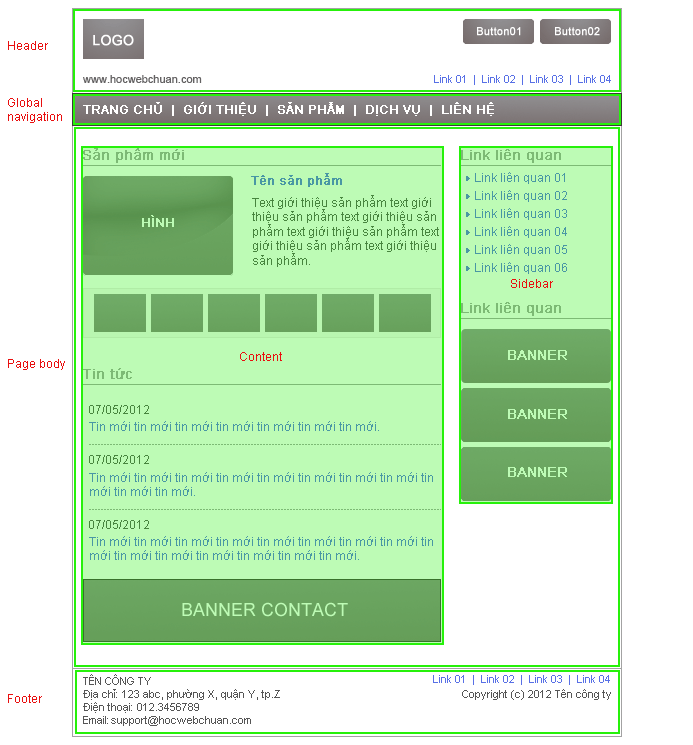 Header
LOGO
Button01 Button02
www.hocwebchuan.com
Link 01 | Link 02 | Link 03 | Link 04
Global
navigation
TRANG CHỦ | GIỚI THIỆU | SẢN PHẨM | DỊCH VỤ | LIÊN HỆ
Page body
Sản phẩm mới
HÌNH
Tên sản phẩm
Text giới thiệu sản phẩm text giới
thiệu sản phẩm text giới thiệu sản
phẩm text giới thiệu sản phẩm text
giới thiệu sản phẩm text giới thiệu
sản phẩm.
Content
Tin tức
07/05/2012
Tin mới tin mới tin mới tin mới tin mới tin mới tin mới.
07/05/2012
Tin mới tin mới tin mới tin mới tin mới tin mới tin mới tin mới tin
mới tin mới tin mới.
07/05/2012
Tin mới tin mới tin mới tin mới tin mới tin mới tin mới tin mới tin
mới tin mới tin mới tin mới tin mới tin mới tin mới.
BANNER CONTACT
Link liên quan
Link liên quan 01
Link liên quan 02
Link liên quan 03
Link liên quan 04
Link liên quan 05
Link liên quan 06
Sidebar
Link liên quan
BANNER
BANNER
BANNER
Footer
TÊN CÔNG TY
Địa chỉ: 123 abc, phường X, quận Y, tp.Z
Điện thoại: 012.3456789
Email: support@hocwebchuan.com
Link 01 | Link 02 | Link 03 | Link 04
Copyright (c) 2012 Tên công ty